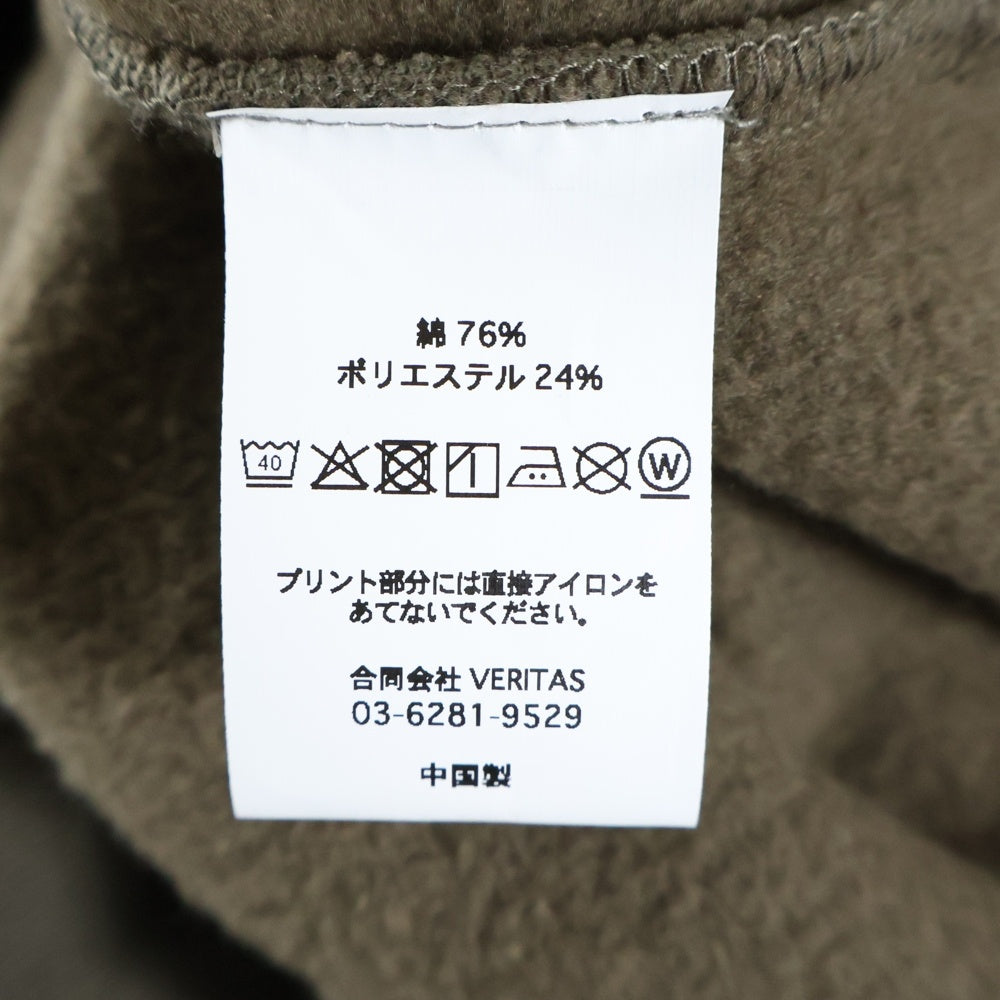 綿 76%
ポリエステル 24%
40 W
プリント部分には直接アイロンを
あてないでください。
合同会社 VERITAS
03-6281-9529
中国製